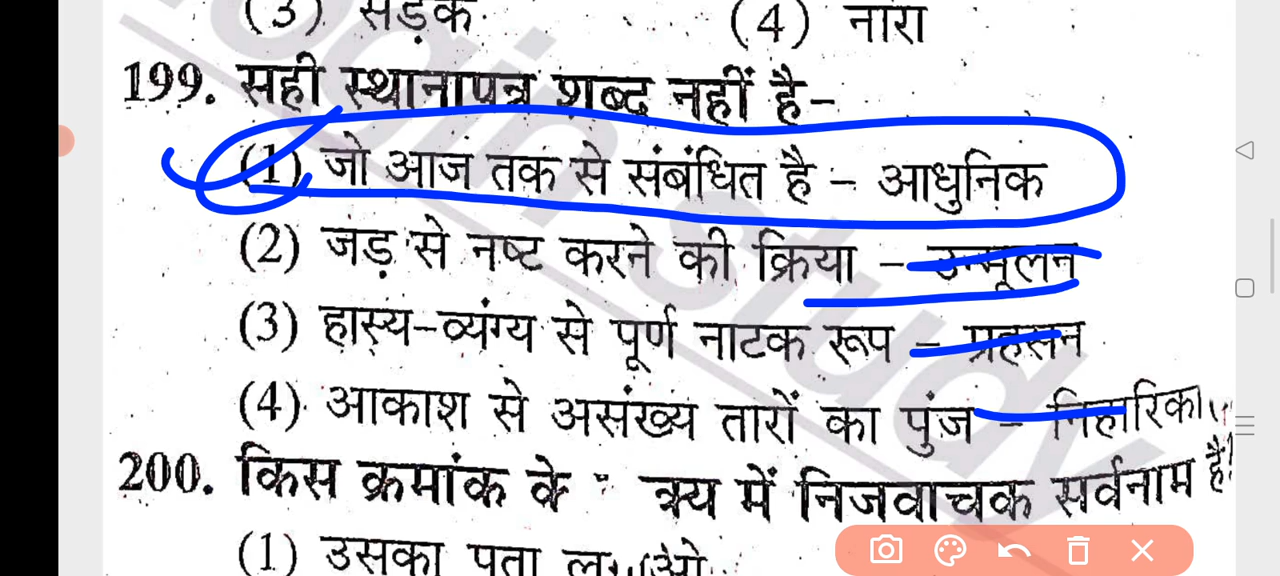 (3) सड़क (4) नारा
199. सही स्थानापन्न शब्द नहीं है-
(1) जो आज तक से संबंधित है - आधुनिक
(2) जड़ से नष्ट करने की क्रिया - उन्मूलन
(3) हास्य-व्यंग्य से पूर्ण नाटक रूप - प्रहसन
(4) आकाश से असंख्य तारों का पुंज - निहारिका
200. किस क्रमांक के में निजवाचक सर्वनाम है?
(1) उसका पता
Study